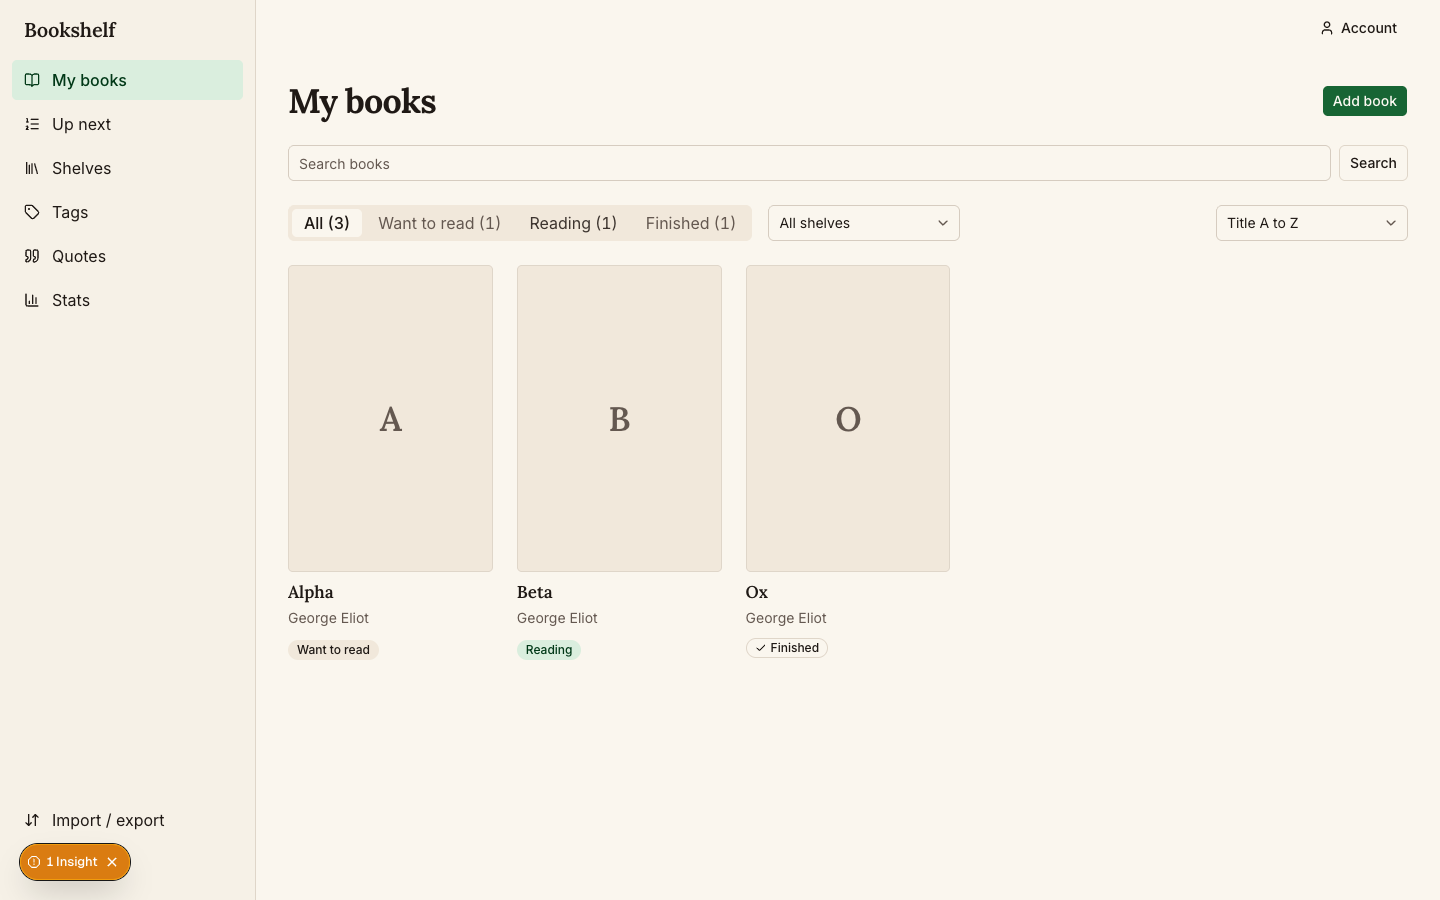 Bookshelf
Account
My books
Up next
Shelves
Tags
Quotes
Stats
Import / export
1 Insight
My books
Add book
Search books
Search
All (3)
Want to read (1)
Reading (1)
Finished (1)
All shelves
Title A to Z
A
B
O
Alpha
George Eliot
Want to read
Beta
George Eliot
Reading
Ox
George Eliot
Finished